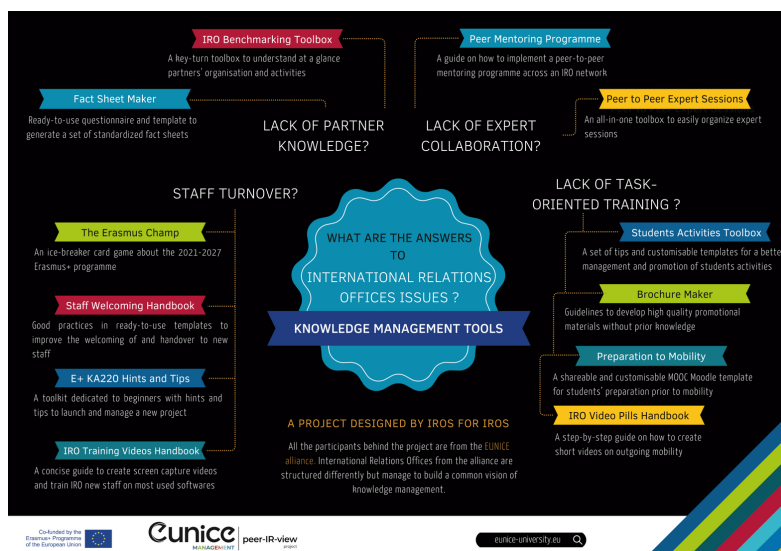 IRO Benchmarking Toolbox
A key-turn toolbox to understand at a glance
partners' organisation and activities
Fact Sheet Maker
Ready-to-use questionnaire and template to
generate a set of standardized fact sheets
LACK OF PARTNER
KNOWLEDGE?
Peer Mentoring Programme
A guide on how to implement a peer-to-peer
mentoring programme across an IRO network
Peer to Peer Expert Sessions
An all-in-one toolbox to easily organize expert
sessions
LACK OF EXPERT
COLLABORATION?
STAFF TURNOVER?
The Erasmus Champ
An ice-breaker card game about the 2021-2027
Erasmus+ programme
Staff Welcoming Handbook
Good practices in ready-to-use templates to
improve the welcoming of and handover to new
staff
E+ KA220 Hints and Tips
A toolkit dedicated to beginners with hints and
tips to launch and manage a new project
IRO Training Videos Handbook
A concise guide to create screen capture videos
and train IRO new staff on most used softwares
WHAT ARE THE ANSWERS
TO
INTERNATIONAL RELATIONS
OFFICES ISSUES ?
KNOWLEDGE MANAGEMENT TOOLS
LACK OF TASK-
ORIENTED TRAINING ?
Students Activities Toolbox
A set of tips and customisable templates for a bette
management and promotion of students activities
Brochure Maker
Guidelines to develop high quality promotional
materials without prior knowledge
Preparation to Mobility
A shareable and customisable MOOC Moodle template
for students' preparation prior to mobility
IRO Video Pills Handbook
A step-by-step guide on how to create
short videos on outgoing mobility
A PROJECT DESIGNED BY IROS FOR IROS
All the participants behind the project are from the EUNICE
alliance. International Relations Offices from the alliance are
structured differently but manage to build a common vision of
knowledge management.
Co-funded by the
Erasmus+ Programme
of the European Union
eunice
MANAGEMENT
peer-IR-view
project
eunice-university.eu